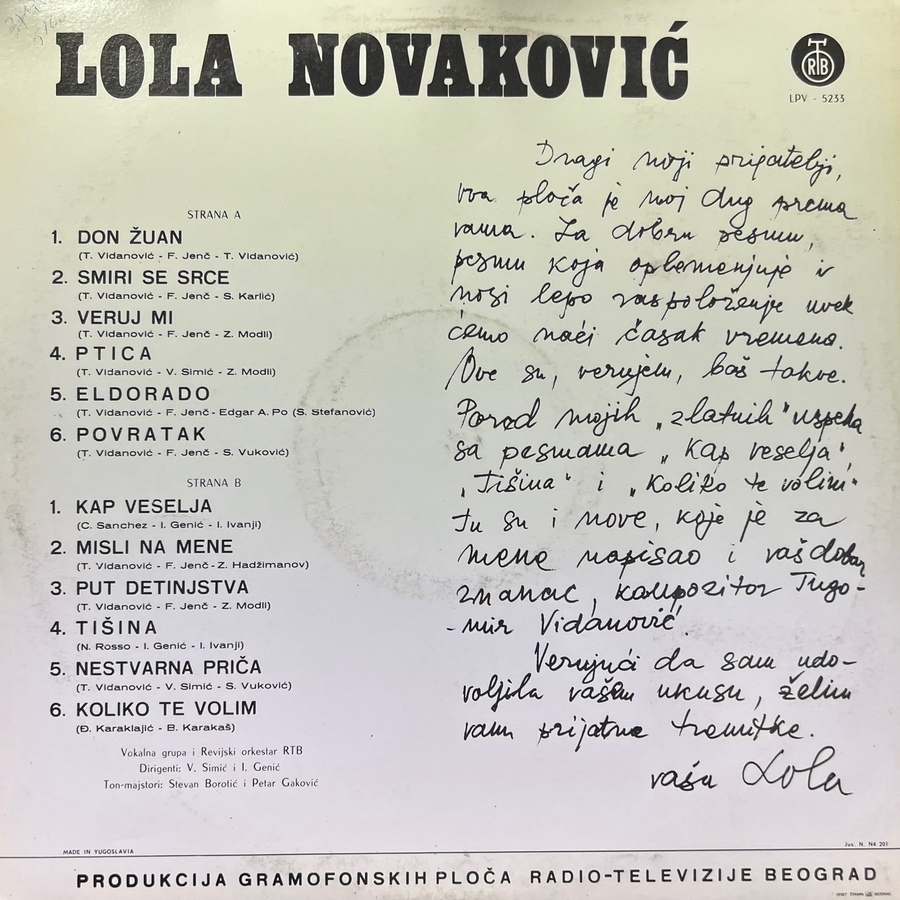 LOLA NOVAKOVIĆ
RTB
LPV - 5233
STRANA A
1. DON ŽUAN
(T. Vidanović - F. Jenč - T. Vidanović)
2. SMIRI SE SRCE
(T. Vidanović - F. Jenč - S. Karlić)
3. VERUJ MI
(T. Vidanović - F. Jenč - Z. Modli)
4. PTICA
(T. Vidanović - V. Simić - Z. Modli)
5. ELDORADO
(T. Vidanović - F. Jenč - Edgar A. Po (S. Stefanović)
6. POVRATAK
(T. Vidanović - F. Jenč - S. Vuković)
STRANA B
1. KAP VESELJA
(C. Sanchez - I. Genić - I. Ivanji)
2. MISLI NA MENE
(T. Vidanović - F. Jenč - Z. Hadžimanov)
3. PUT DETINJSTVA
(T. Vidanović - F. Jenč - Z. Modli)
4. TIŠINA
(N. Rosso - I. Genić - I. Ivanji)
5. NESTVARNA PRIČA
(T. Vidanović - V. Simić - S. Vuković)
6. KOLIKO TE VOLIM
(Đ. Karaklajić - B. Karakaš)
Vokalna grupa i Revijski orkestar RTB
Dirigenti: V. Simić i I. Genić
Ton-majstori: Stevan Borotić i Petar Gaković
Dragi moji prijatelji,
ova ploča je moj dug prema
vama. Za dobru pesmu,
pesmu koja oplemenjuje i
nosi lepo raspoloženje uvek
ćemo naći časak vremena.
Ove su, verujem, baš takve.
Pored mojih „zlatnih" uspeha
sa pesmama „Kap veselja",
„Tišina" i „Koliko te volim"
tu su i nove, koje je za
mene napisao i vaš dobar
znanac, kompozitor Tugo-
-mir Vidanović.
Verujući da sam udo-
voljila vašem ukusu, želim
vam prijatne trenutke.
vaša Lola
MADE IN YUGOSLAVIA
Jus. N. N4 201
PRODUKCIJA GRAMOFONSKIH PLOČA RADIO-TELEVIZIJE BEOGRAD